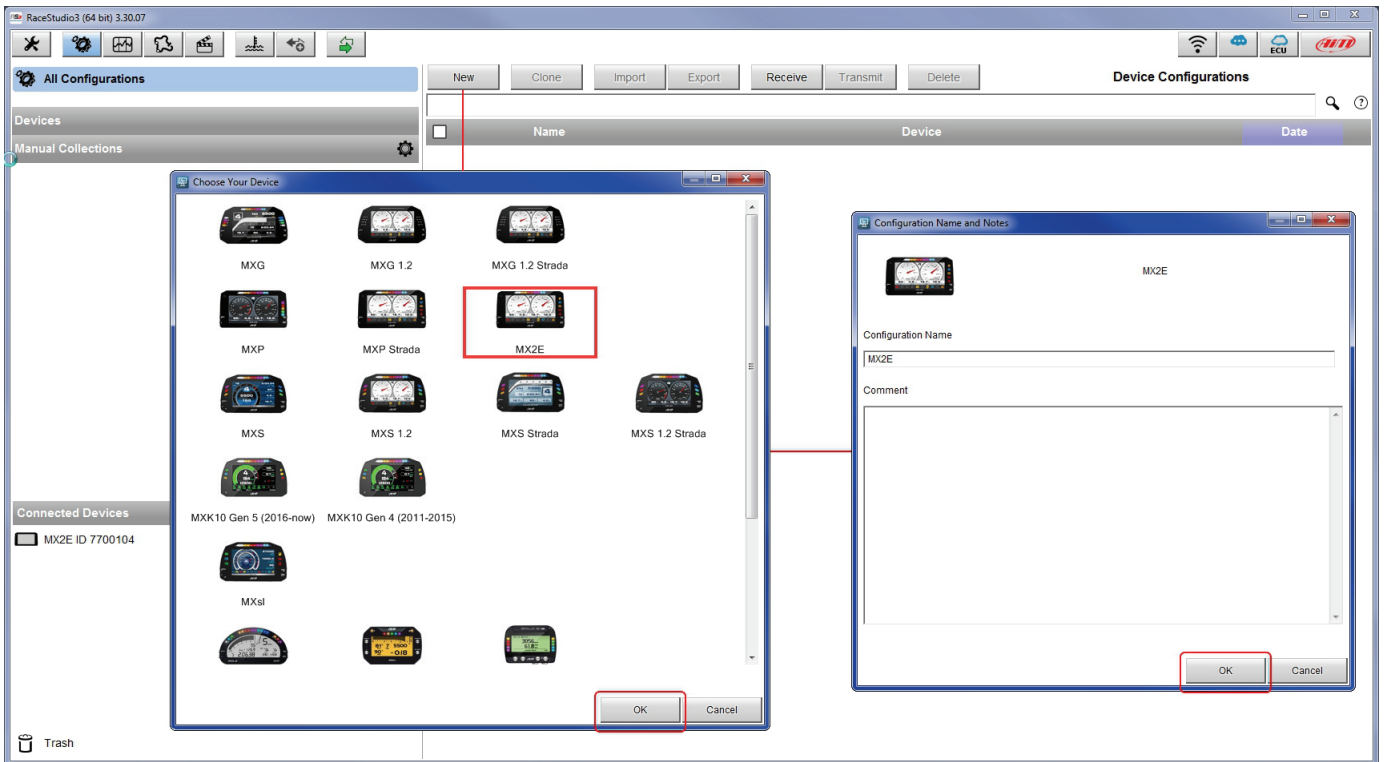 RaceStudio3 (64 bit) 3.30.07
ECU
AiM
All Configurations
New Clone Import Export Receive Transmit Delete Device Configurations
Devices
Name Device Date
Manual Collections
Choose Your Device
MXG MXG 1.2 MXG 1.2 Strada
MXP MXP Strada MX2E
MXS MXS 1.2 MXS Strada MXS 1.2 Strada
MXK10 Gen 5 (2016-now) MXK10 Gen 4 (2011-2015)
MXsl
OK Cancel
Configuration Name and Notes
MX2E
Configuration Name
MX2E
Comment
OK Cancel
Connected Devices
MX2E ID 7700104
Trash